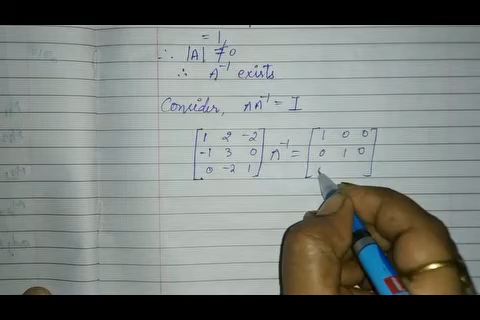 = 1,
∴ |A| ≠ 0
∴ A⁻¹ exists
Consider, AA⁻¹ = I
[1 2 -2] [1 0 0]
[-1 3 0] A⁻¹ = [0 1 0]
[0 -2 1]